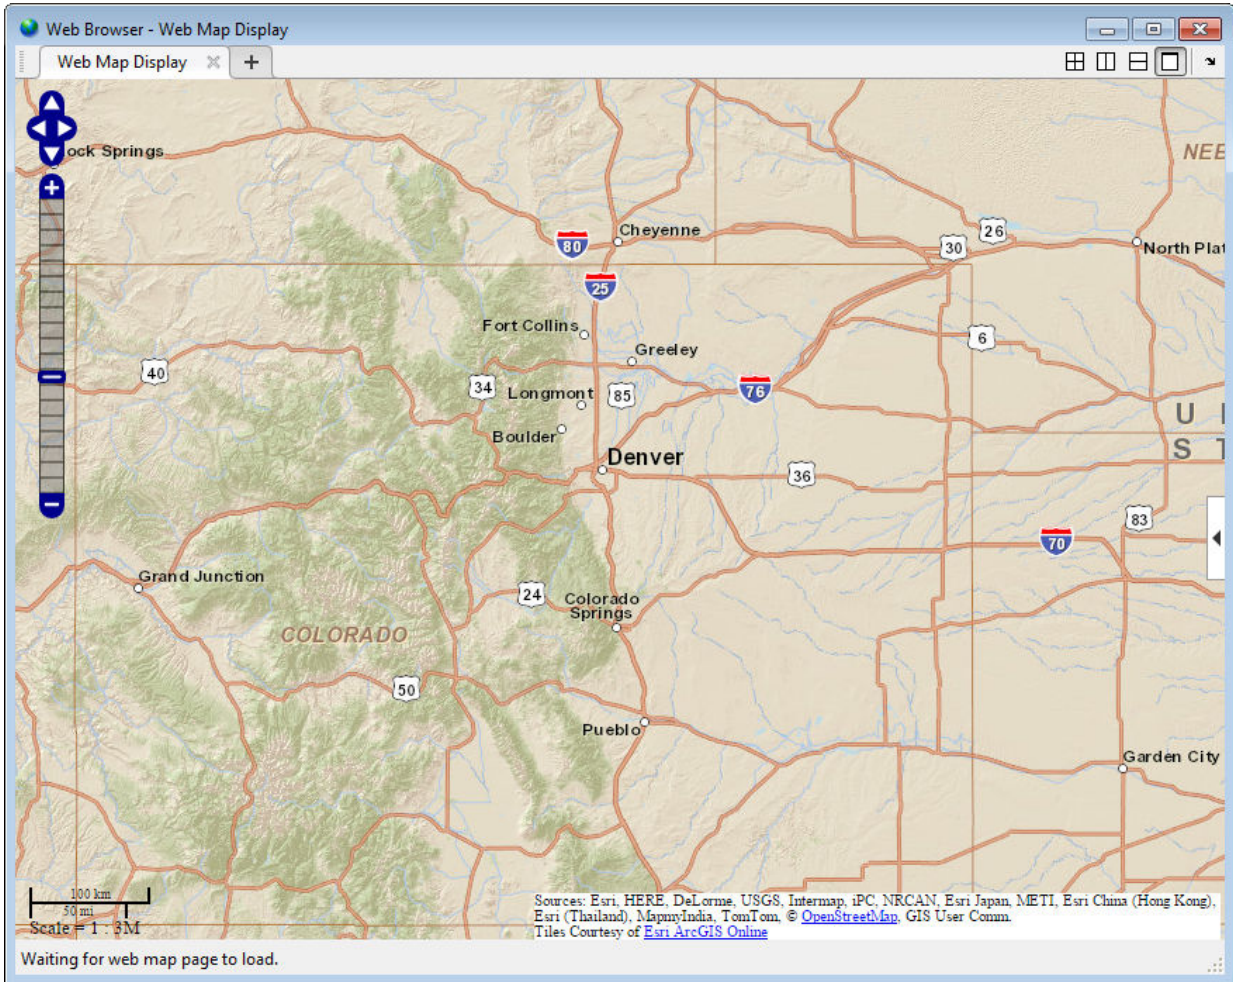 Web Browser - Web Map Display
Web Map Display
+
ock Springs
NEB
Cheyenne
26
80
30
North Plat
25
Fort Collins
6
Greeley
40
34
Longmont
85
76
U
Boulder
S T
Denver
36
83
70
Grand Junction
24
Colorado
Springs
COLORADO
50
Pueblo
Garden City
100 km
50 mi
Scale = 1 : 3M
Sources: Esri, HERE, DeLorme, USGS, Intermap, iPC, NRCAN, Esri Japan, METI, Esri China (Hong Kong),
Esri (Thailand), MapmyIndia, TomTom, © OpenStreetMap, GIS User Comm.
Tiles Courtesy of Esri ArcGIS Online
Waiting for web map page to load.